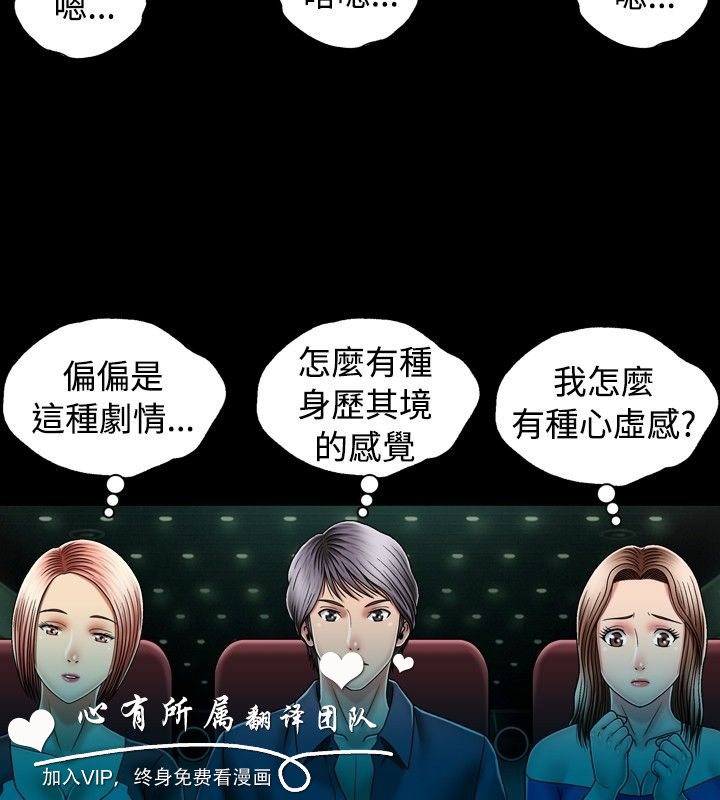 嗯...
嗯...
偏偏是
這種劇情...
怎麼有種
身歷其境
的感覺
我怎麼
有種心虛感?
心有所属翻译团队
加入VIP，终身免费看漫画